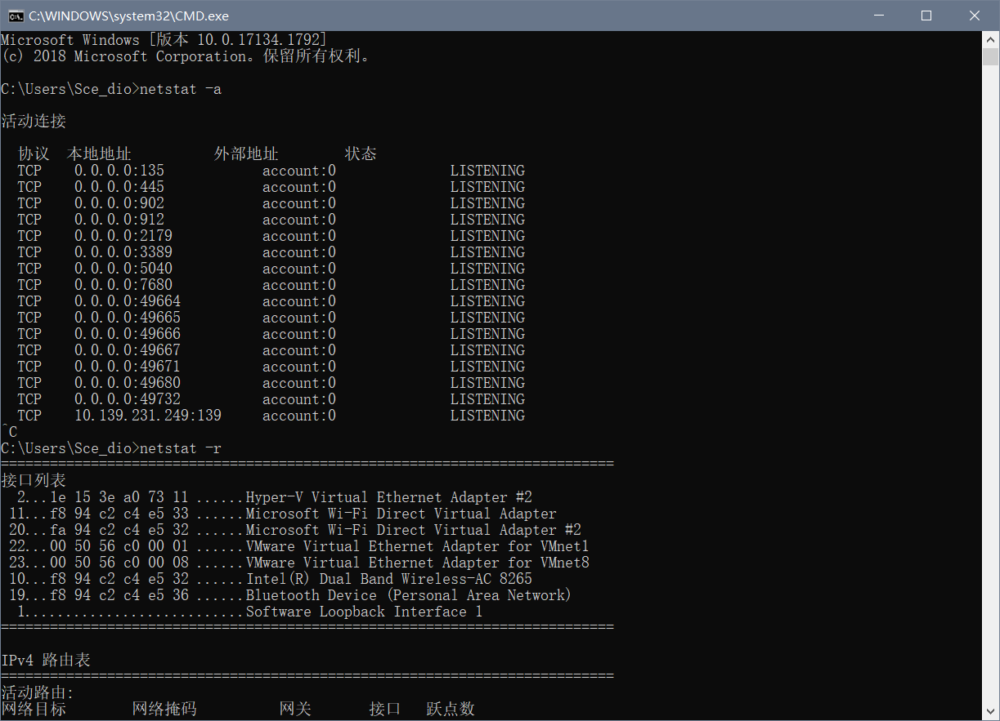 C:\WINDOWS\system32\CMD.exe
Microsoft Windows [版本 10.0.17134.1792]
(c) 2018 Microsoft Corporation。保留所有权利。
C:\Users\Sce_dio>netstat -a
活动连接
协议 本地地址 外部地址 状态
TCP 0.0.0.0:135 account:0 LISTENING
TCP 0.0.0.0:445 account:0 LISTENING
TCP 0.0.0.0:902 account:0 LISTENING
TCP 0.0.0.0:912 account:0 LISTENING
TCP 0.0.0.0:2179 account:0 LISTENING
TCP 0.0.0.0:3389 account:0 LISTENING
TCP 0.0.0.0:5040 account:0 LISTENING
TCP 0.0.0.0:7680 account:0 LISTENING
TCP 0.0.0.0:49664 account:0 LISTENING
TCP 0.0.0.0:49665 account:0 LISTENING
TCP 0.0.0.0:49666 account:0 LISTENING
TCP 0.0.0.0:49667 account:0 LISTENING
TCP 0.0.0.0:49671 account:0 LISTENING
TCP 0.0.0.0:49680 account:0 LISTENING
TCP 0.0.0.0:49732 account:0 LISTENING
TCP 10.139.231.249:139 account:0 LISTENING
^C
C:\Users\Sce_dio>netstat -r
===========================================================================
接口列表
2...1e 15 3e a0 73 11 ......Hyper-V Virtual Ethernet Adapter #2
11...f8 94 c2 c4 e5 33 ......Microsoft Wi-Fi Direct Virtual Adapter
20...fa 94 c2 c4 e5 32 ......Microsoft Wi-Fi Direct Virtual Adapter #2
22...00 50 56 c0 00 01 ......VMware Virtual Ethernet Adapter for VMnet1
23...00 50 56 c0 00 08 ......VMware Virtual Ethernet Adapter for VMnet8
10...f8 94 c2 c4 e5 32 ......Intel(R) Dual Band Wireless-AC 8265
19...f8 94 c2 c4 e5 36 ......Bluetooth Device (Personal Area Network)
1...........................Software Loopback Interface 1
===========================================================================
IPv4 路由表
===========================================================================
活动路由:
网络目标 网络掩码 网关 接口 跃点数